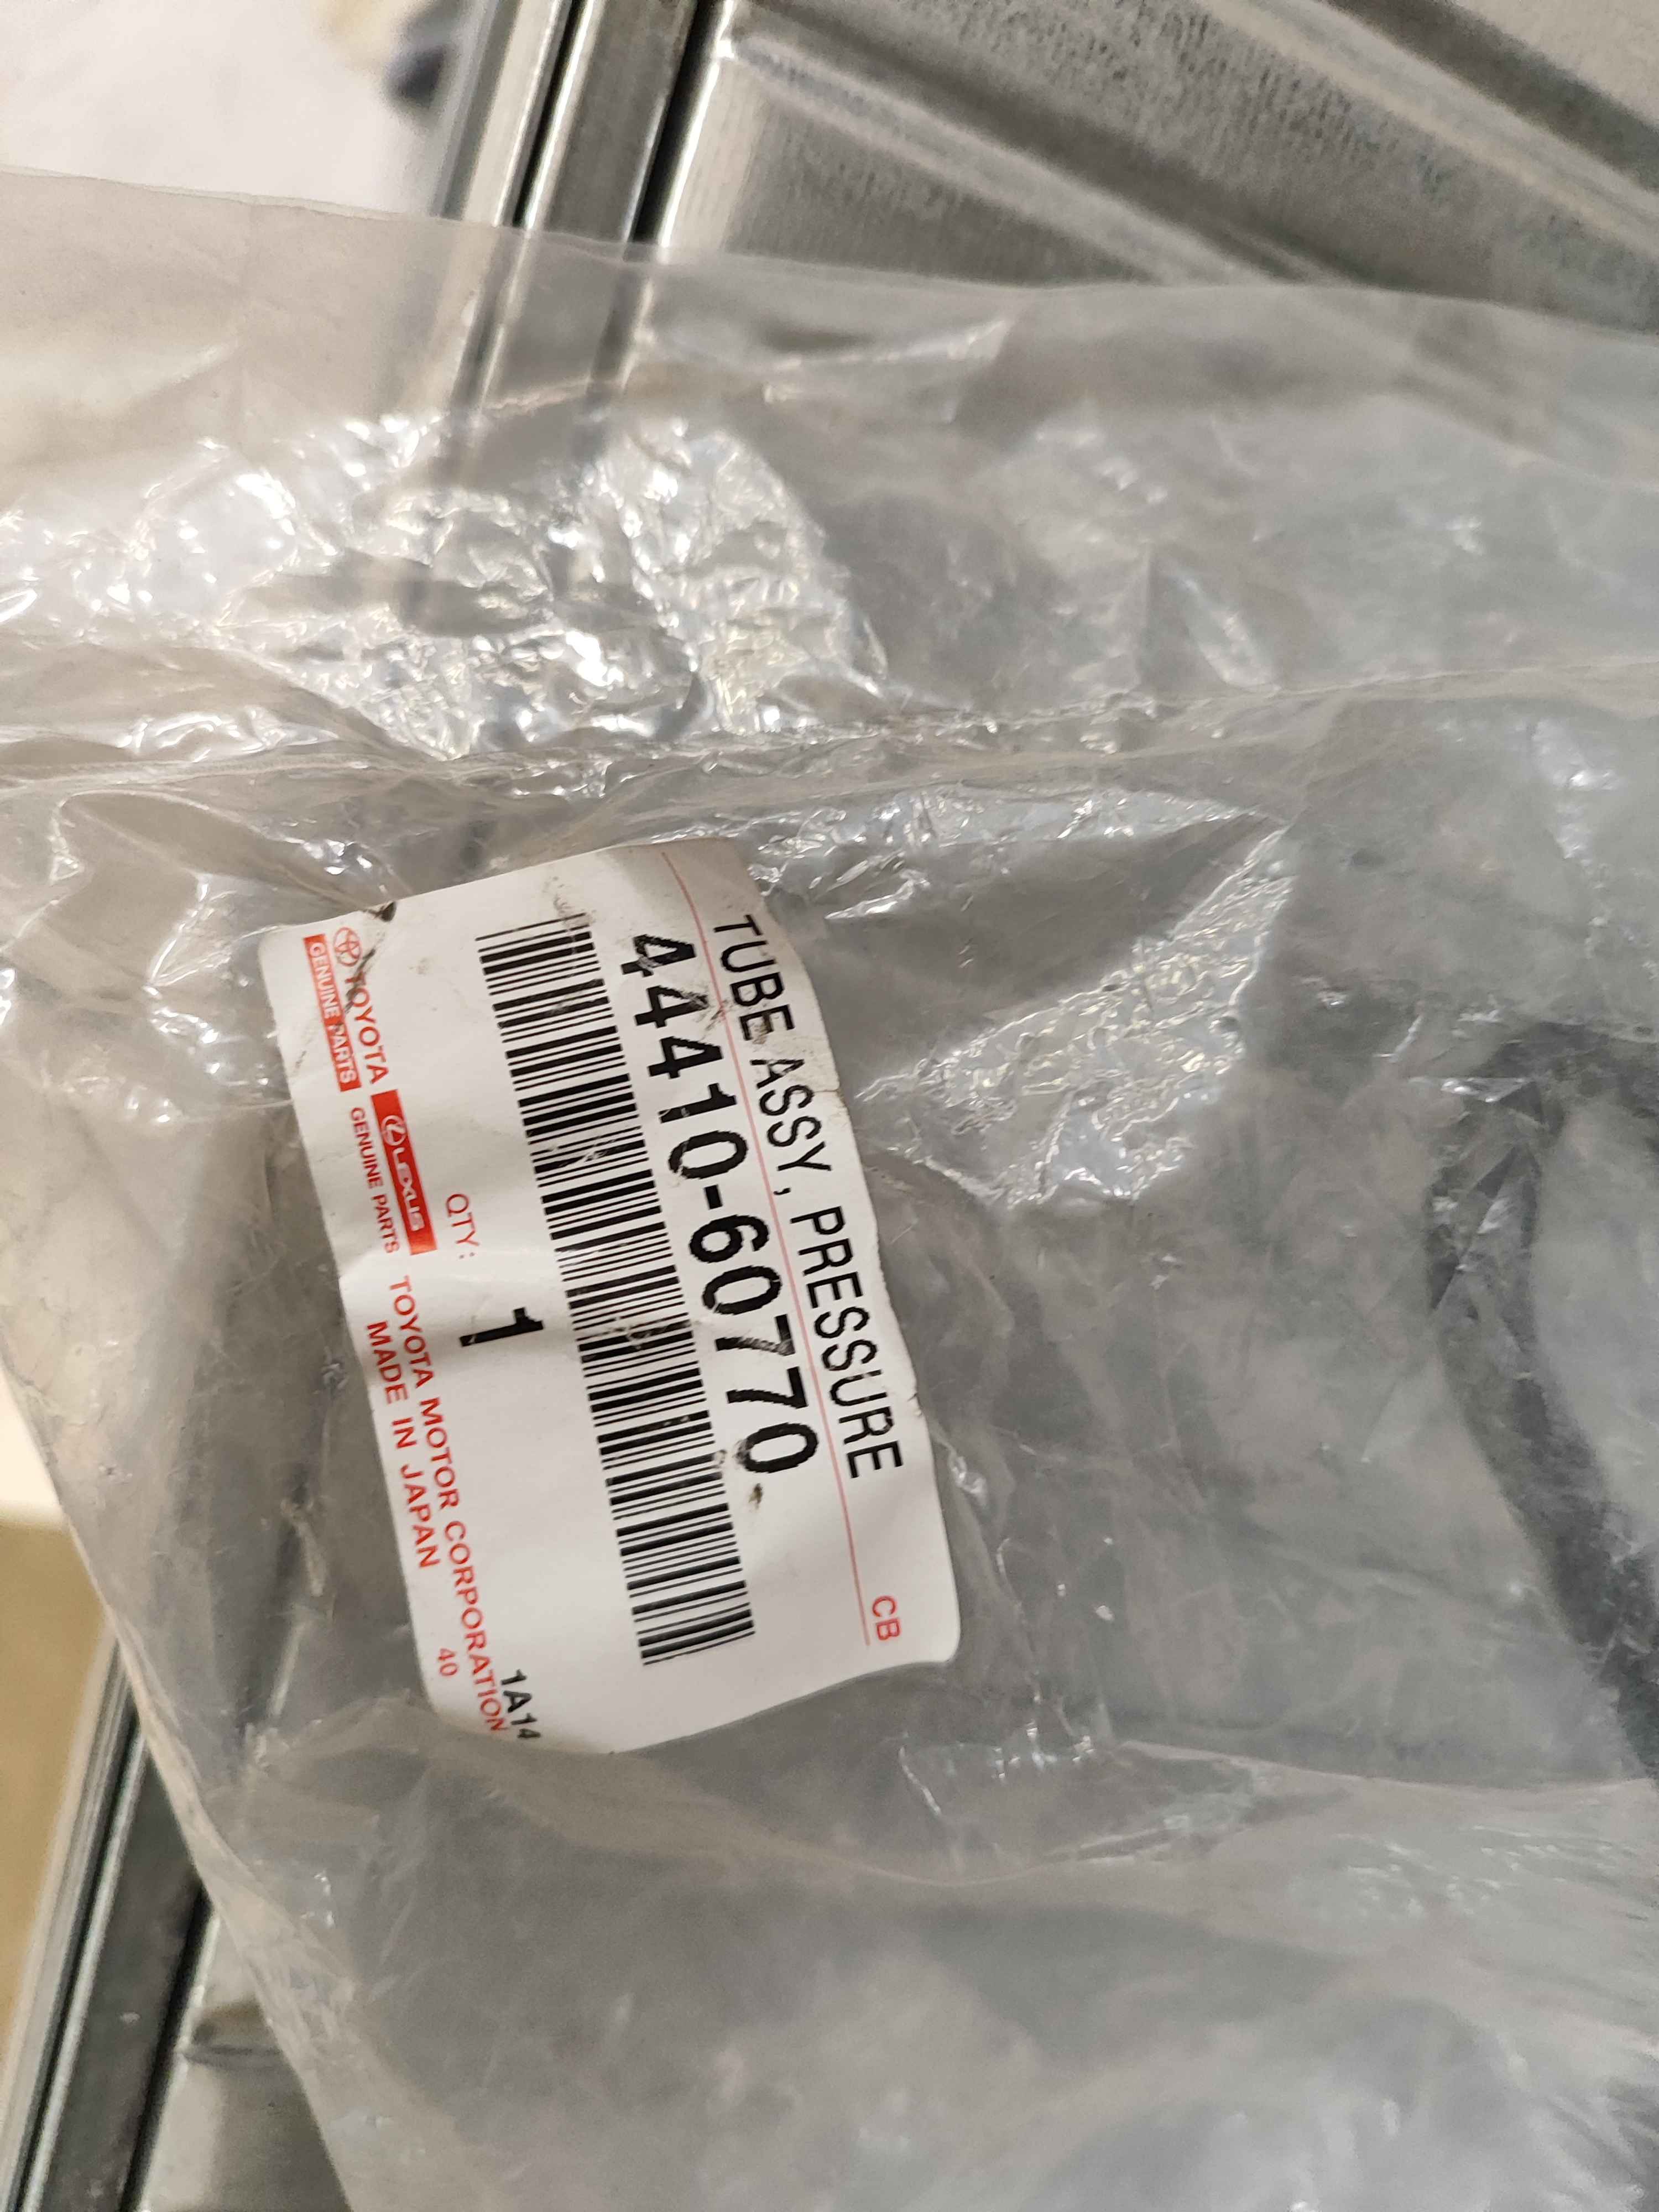 TUBE ASSY, PRESSURE CB
44410-60770
QTY: 1
1A14
TOYOTA
GENUINE PARTS
LEXUS
GENUINE PARTS
TOYOTA MOTOR CORPORATION
MADE IN JAPAN 40